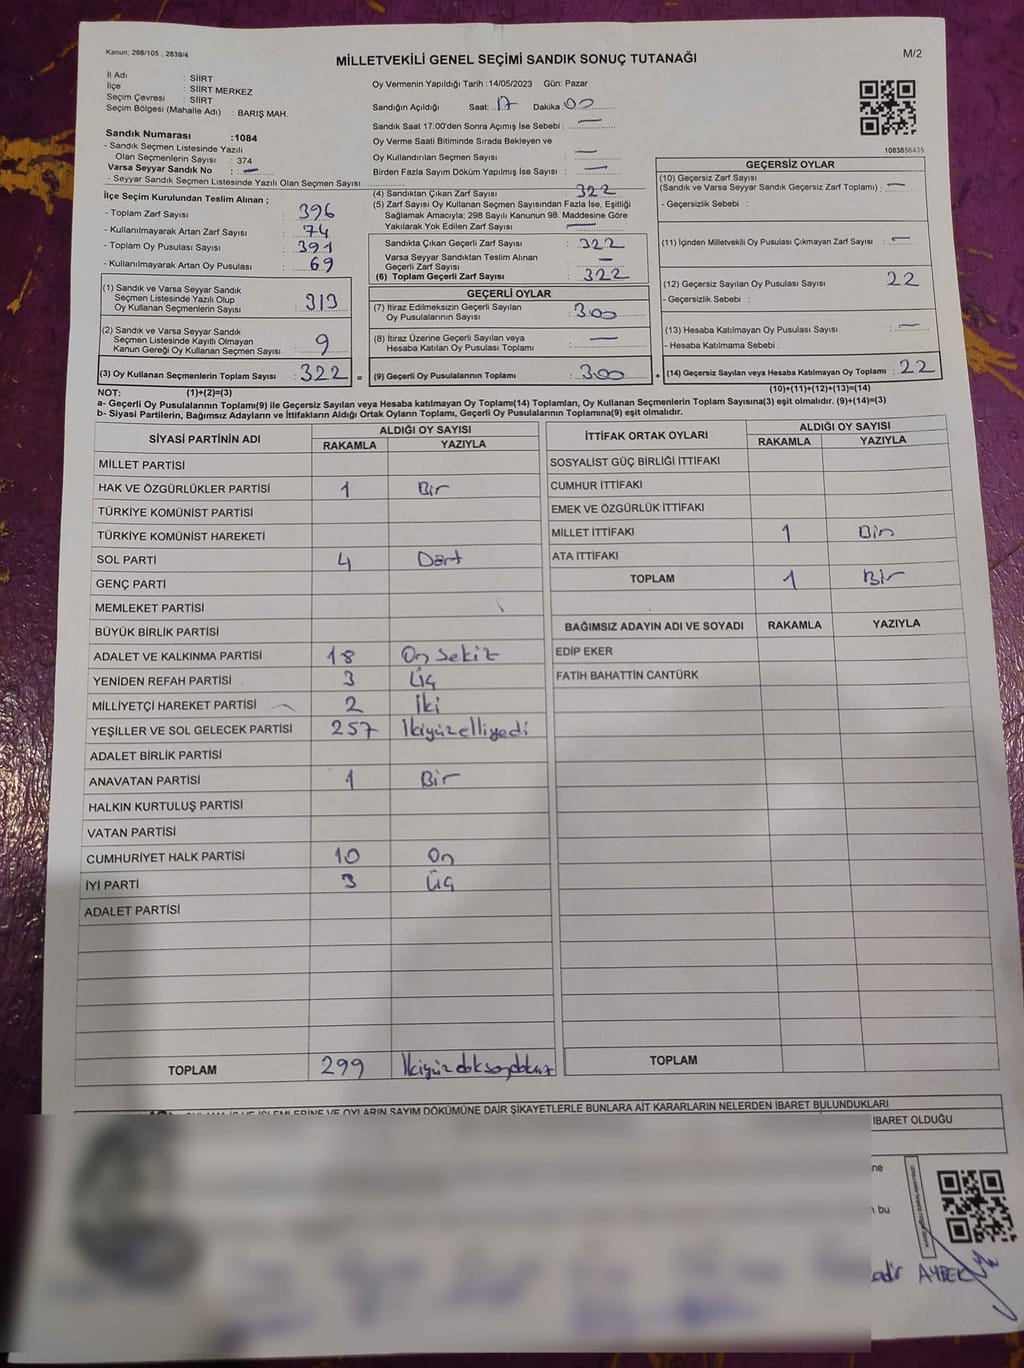 Kanun; 298/105 , 2839/4
MİLLETVEKİLİ GENEL SEÇİMİ SANDIK SONUÇ TUTANAĞI
M/2
İl Adı : SİİRT
İlçe : SİİRT MERKEZ
Seçim Çevresi : SİİRT
Seçim Bölgesi (Mahalle Adı) : BARIŞ MAH.
Sandık Numarası :1084
- Sandık Seçmen Listesinde Yazılı
Olan Seçmenlerin Sayısı : 374
Varsa Seyyar Sandık No : —
- Seyyar Sandık Seçmen Listesinde Yazılı Olan Seçmen Sayısı:
İlçe Seçim Kurulundan Teslim Alınan ;
- Toplam Zarf Sayısı : 396
- Kullanılmayarak Artan Zarf Sayısı : 74
- Toplam Oy Pusulası Sayısı : 391
- Kullanılmayarak Artan Oy Pusulası : 69
(1) Sandık ve Varsa Seyyar Sandık
Seçmen Listesinde Yazılı Olup
Oy Kullanan Seçmenlerin Sayısı : 313
(2) Sandık ve Varsa Seyyar Sandık
Seçmen Listesinde Kayıtlı Olmayan
Kanun Gereği Oy Kullanan Seçmen Sayısı : 9
(3) Oy Kullanan Seçmenlerin Toplam Sayısı : 322
Oy Vermenin Yapıldığı Tarih :14/05/2023 Gün: Pazar
Sandığın Açıldığı Saat: 17 Dakika: 00
Sandık Saat 17:00'den Sonra Açımış İse Sebebi : —
Oy Verme Saati Bitiminde Sırada Bekleyen ve
Oy Kullandırılan Seçmen Sayısı : —
Birden Fazla Sayım Döküm Yapılmış İse Sayısı : —
(4) Sandıktan Çıkan Zarf Sayısı : 322
(5) Zarf Sayısı Oy Kullanan Seçmen Sayısından Fazla İse, Eşitliği
Sağlamak Amacıyla; 298 Sayılı Kanunun 98. Maddesine Göre
Yakılarak Yok Edilen Zarf Sayısı : —
Sandıkta Çıkan Geçerli Zarf Sayısı : 322
Varsa Seyyar Sandıktan Teslim Alınan
Geçerli Zarf Sayısı : —
(6) Toplam Geçerli Zarf Sayısı : 322
GEÇERLİ OYLAR
(7) İtiraz Edilmeksizin Geçerli Sayılan
Oy Pusulalarının Sayısı : 300
(8) İtiraz Üzerine Geçerli Sayılan veya
Hesaba Katılan Oy Pusulası Toplamı : —
= (9) Geçerli Oy Pusulalarının Toplamı : 300
1083856435
GEÇERSİZ OYLAR
(10) Geçersiz Zarf Sayısı
(Sandık ve Varsa Seyyar Sandık Geçersiz Zarf Toplamı) : —
- Geçersizlik Sebebi :
(11) İçinden Milletvekili Oy Pusulası Çıkmayan Zarf Sayısı : —
(12) Geçersiz Sayılan Oy Pusulası Sayısı : 22
- Geçersizlik Sebebi :
(13) Hesaba Katılmayan Oy Pusulası Sayısı : —
- Hesaba Katılmama Sebebi :
+ (14) Geçersiz Sayılan veya Hesaba Katılmayan Oy Toplamı : 22
NOT: (1)+(2)=(3) (10)+(11)+(12)+(13)=(14)
a- Geçerli Oy Pusulalarının Toplamı(9) ile Geçersiz Sayılan veya Hesaba katılmayan Oy Toplamı(14) Toplamları, Oy Kullanan Seçmenlerin Toplam Sayısına(3) eşit olmalıdır. (9)+(14)=(3)
b- Siyasi Partilerin, Bağımsız Adayların ve İttifakların Aldığı Ortak Oyların Toplamı, Geçerli Oy Pusulalarının Toplamına(9) eşit olmalıdır.
SİYASİ PARTİNİN ADI ALDIĞI OY SAYISI
RAKAMLA YAZIYLA
MİLLET PARTİSİ
HAK VE ÖZGÜRLÜKLER PARTİSİ 1 Bir
TÜRKİYE KOMÜNİST PARTİSİ
TÜRKİYE KOMÜNİST HAREKETİ
SOL PARTİ 4 Dört
GENÇ PARTİ
MEMLEKET PARTİSİ
BÜYÜK BİRLİK PARTİSİ
ADALET VE KALKINMA PARTİSİ 18 On sekiz
YENİDEN REFAH PARTİSİ 3 Üç
MİLLİYETÇİ HAREKET PARTİSİ 2 İki
YEŞİLLER VE SOL GELECEK PARTİSİ 257 İkiyüzelliyedi
ADALET BİRLİK PARTİSİ
ANAVATAN PARTİSİ 1 Bir
HALKIN KURTULUŞ PARTİSİ
VATAN PARTİSİ
CUMHURİYET HALK PARTİSİ 10 On
İYİ PARTİ 3 Üç
ADALET PARTİSİ
TOPLAM 299 İkiyüzdoksandokuz
İTTİFAK ORTAK OYLARI ALDIĞI OY SAYISI
RAKAMLA YAZIYLA
SOSYALİST GÜÇ BİRLİĞİ İTTİFAKI
CUMHUR İTTİFAKI
EMEK VE ÖZGÜRLÜK İTTİFAKI
MİLLET İTTİFAKI 1 Bir
ATA İTTİFAKI
TOPLAM 1 Bir
BAĞIMSIZ ADAYIN ADI VE SOYADI RAKAMLA YAZIYLA
EDİP EKER
FATİH BAHATTİN CANTÜRK
TOPLAM
İŞLEMLERİNE VE OYLARIN SAYIM DÖKÜMÜNE DAİR ŞİKAYETLERLE BUNLARA AİT KARARLARIN NELERDEN İBARET BULUNDUKLARI
İBARET OLDUĞU
ne
bu
adir AYBEK